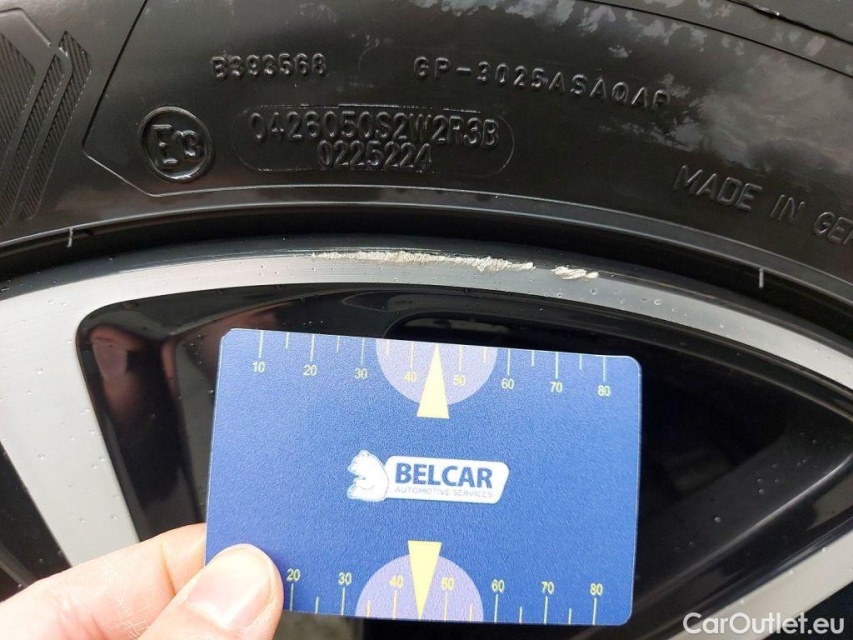 B393568 GP-3025ASAQAP
E3
0426050S2W2R3B
0225224
MADE IN GER
10 20 30 40 50 60 70 80
BELCAR
AUTOMOTIVE SERVICES
20 30 40 50 60 70 80
CarOutlet.eu